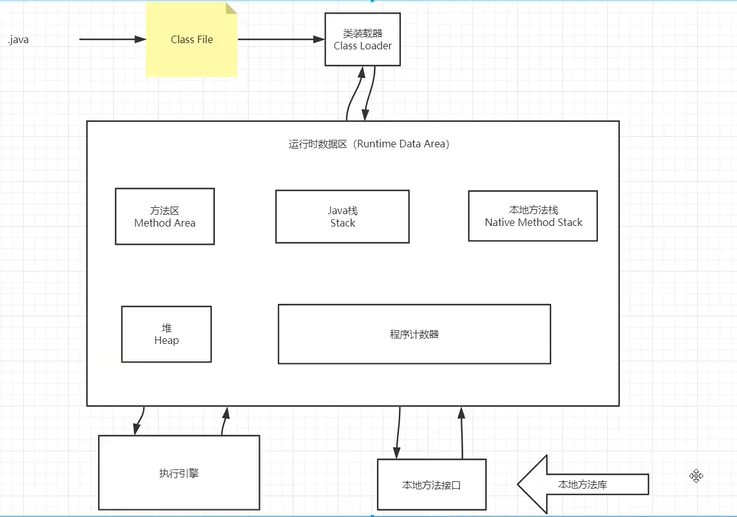 .java
Class File
类装载器
Class Loader
运行时数据区（Runtime Data Area）
方法区
Method Area
Java栈
Stack
本地方法栈
Native Method Stack
堆
Heap
程序计数器
执行引擎
本地方法接口
本地方法库